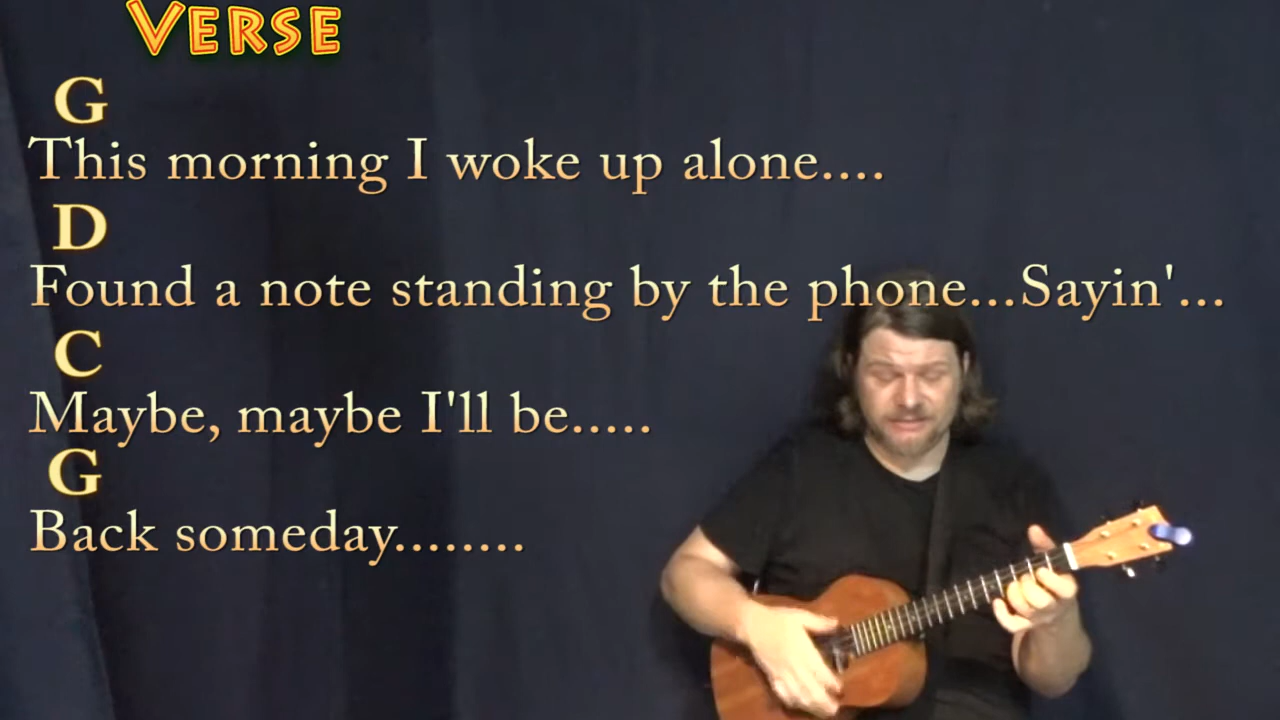 VERSE
G
This morning I woke up alone....
D
Found a note standing by the phone...Sayin'...
C
Maybe, maybe I'll be.....
G
Back someday........